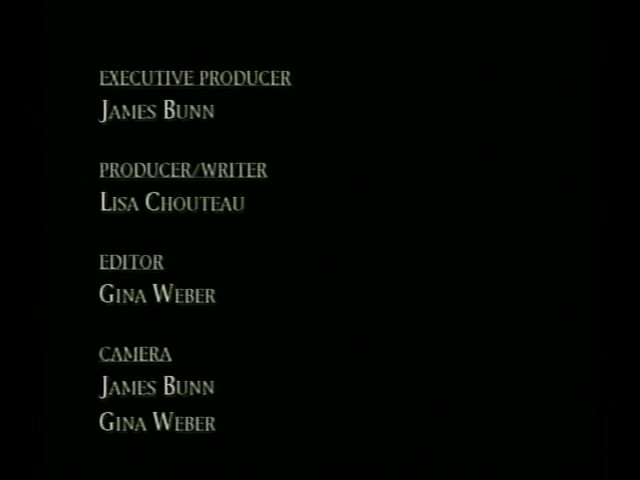 EXECUTIVE PRODUCER
JAMES BUNN
PRODUCER/WRITER
LISA CHOUTEAU
EDITOR
GINA WEBER
CAMERA
JAMES BUNN
GINA WEBER